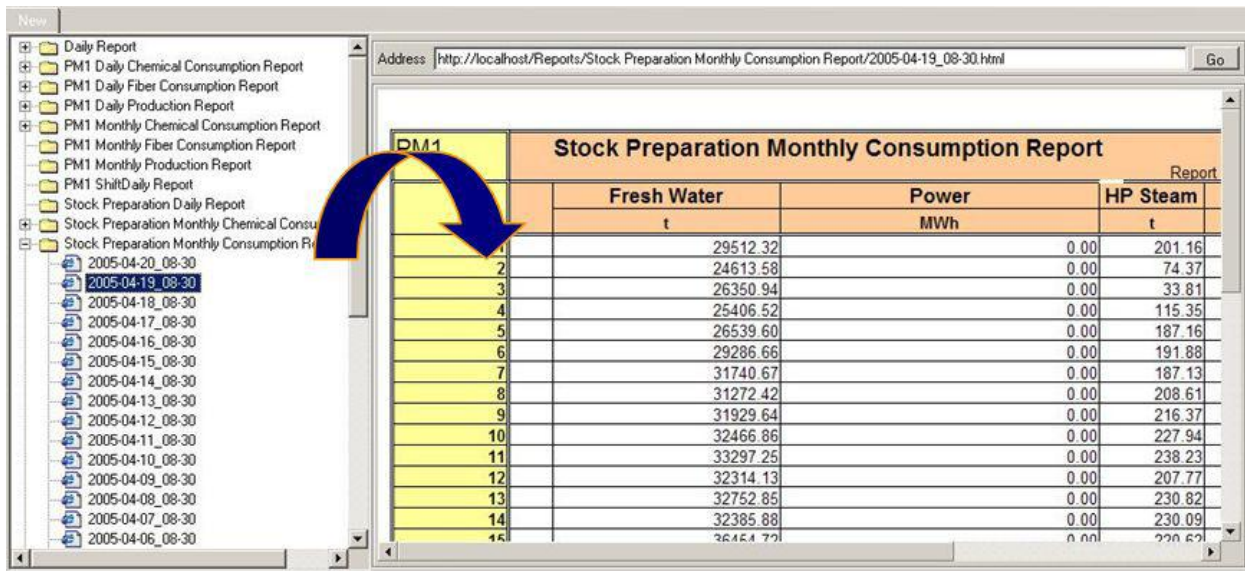 New
Daily Report
PM1 Daily Chemical Consumption Report
PM1 Daily Fiber Consumption Report
PM1 Daily Production Report
PM1 Monthly Chemical Consumption Report
PM1 Monthly Fiber Consumption Report
PM1 Monthly Production Report
PM1 ShiftDaily Report
Stock Preparation Daily Report
Stock Preparation Monthly Chemical
Stock Preparation Monthly Consumption
2005-04-20_08-30
2005-04-19_08-30
2005-04-18_08-30
2005-04-17_08-30
2005-04-16_08-30
2005-04-15_08-30
2005-04-14_08-30
2005-04-13_08-30
2005-04-12_08-30
2005-04-11_08-30
2005-04-10_08-30
2005-04-09_08-30
2005-04-08_08-30
2005-04-07_08-30
2005-04-06_08-30
Address http://localhost/Reports/Stock Preparation Monthly Consumption Report/2005-04-19_08-30.html Go
PM1 Stock Preparation Monthly Consumption Report
Report
Fresh Water Power HP Steam
t MWh t
1 29512.32 0.00 201.16
2 24613.58 0.00 74.37
3 26350.94 0.00 33.81
4 25406.52 0.00 115.35
5 26539.60 0.00 187.16
6 29286.66 0.00 191.88
7 31740.67 0.00 187.13
8 31272.42 0.00 208.61
9 31929.64 0.00 216.37
10 32466.86 0.00 227.94
11 33297.25 0.00 238.23
12 32314.13 0.00 207.77
13 32752.85 0.00 230.82
14 32385.88 0.00 230.09
15 36454.72 0.00 220.62